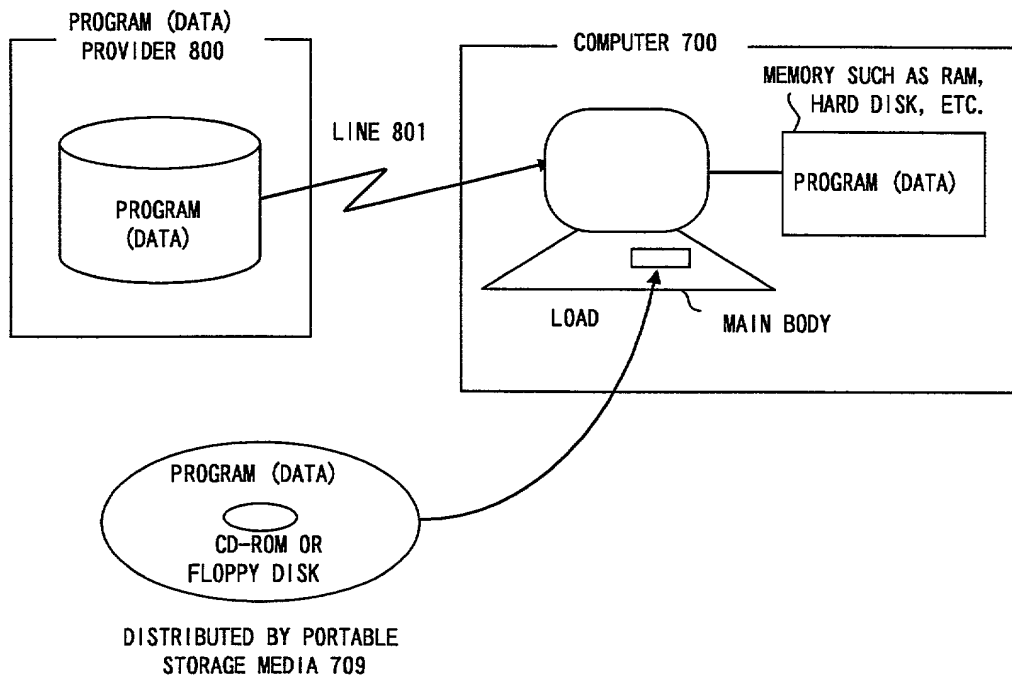 PROGRAM (DATA)
PROVIDER 800
PROGRAM
(DATA)
LINE 801
COMPUTER 700
MEMORY SUCH AS RAM,
HARD DISK, ETC.
PROGRAM (DATA)
LOAD
MAIN BODY
PROGRAM (DATA)
CD-ROM OR
FLOPPY DISK
DISTRIBUTED BY PORTABLE
STORAGE MEDIA 709